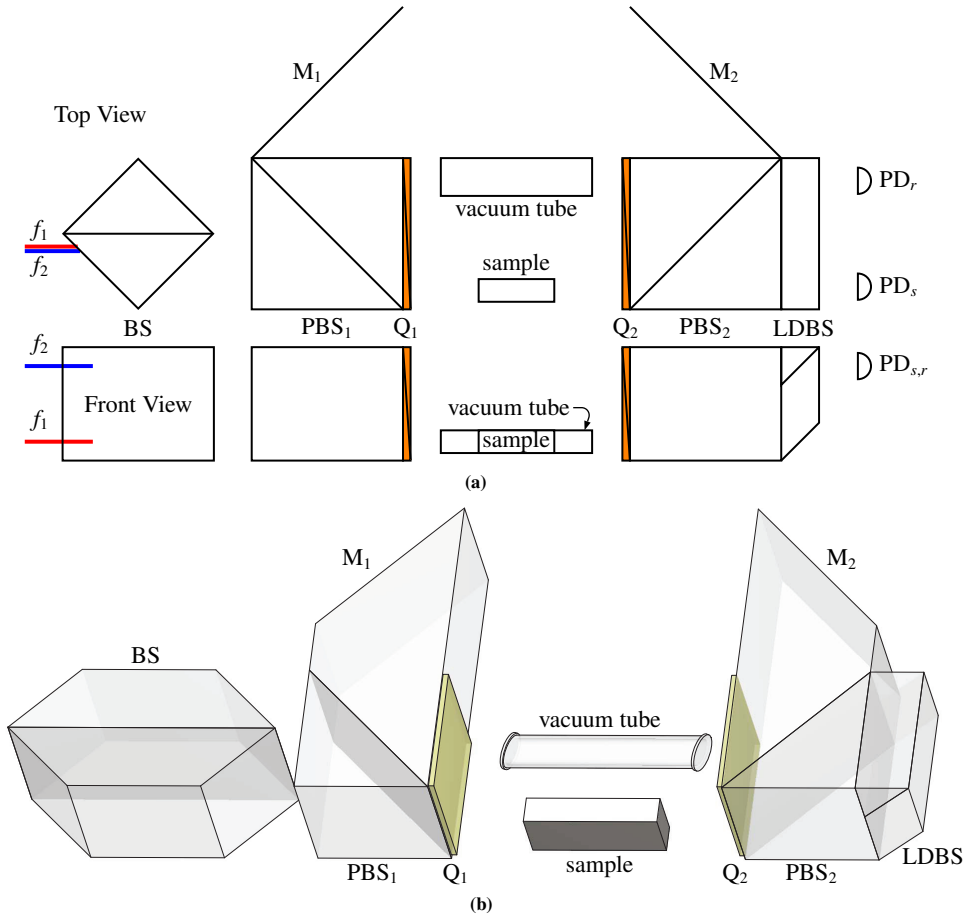 M₁
M₂
Top View
f₁
f₂
BS
PBS₁
Q₁
vacuum tube
sample
Q₂
PBS₂
LDBS
PDᵣ
PDₛ
f₂
f₁
Front View
vacuum tube
sample
PDₛ,ᵣ
(a)
M₁
M₂
BS
vacuum tube
PBS₁
Q₁
sample
Q₂
PBS₂
LDBS
(b)